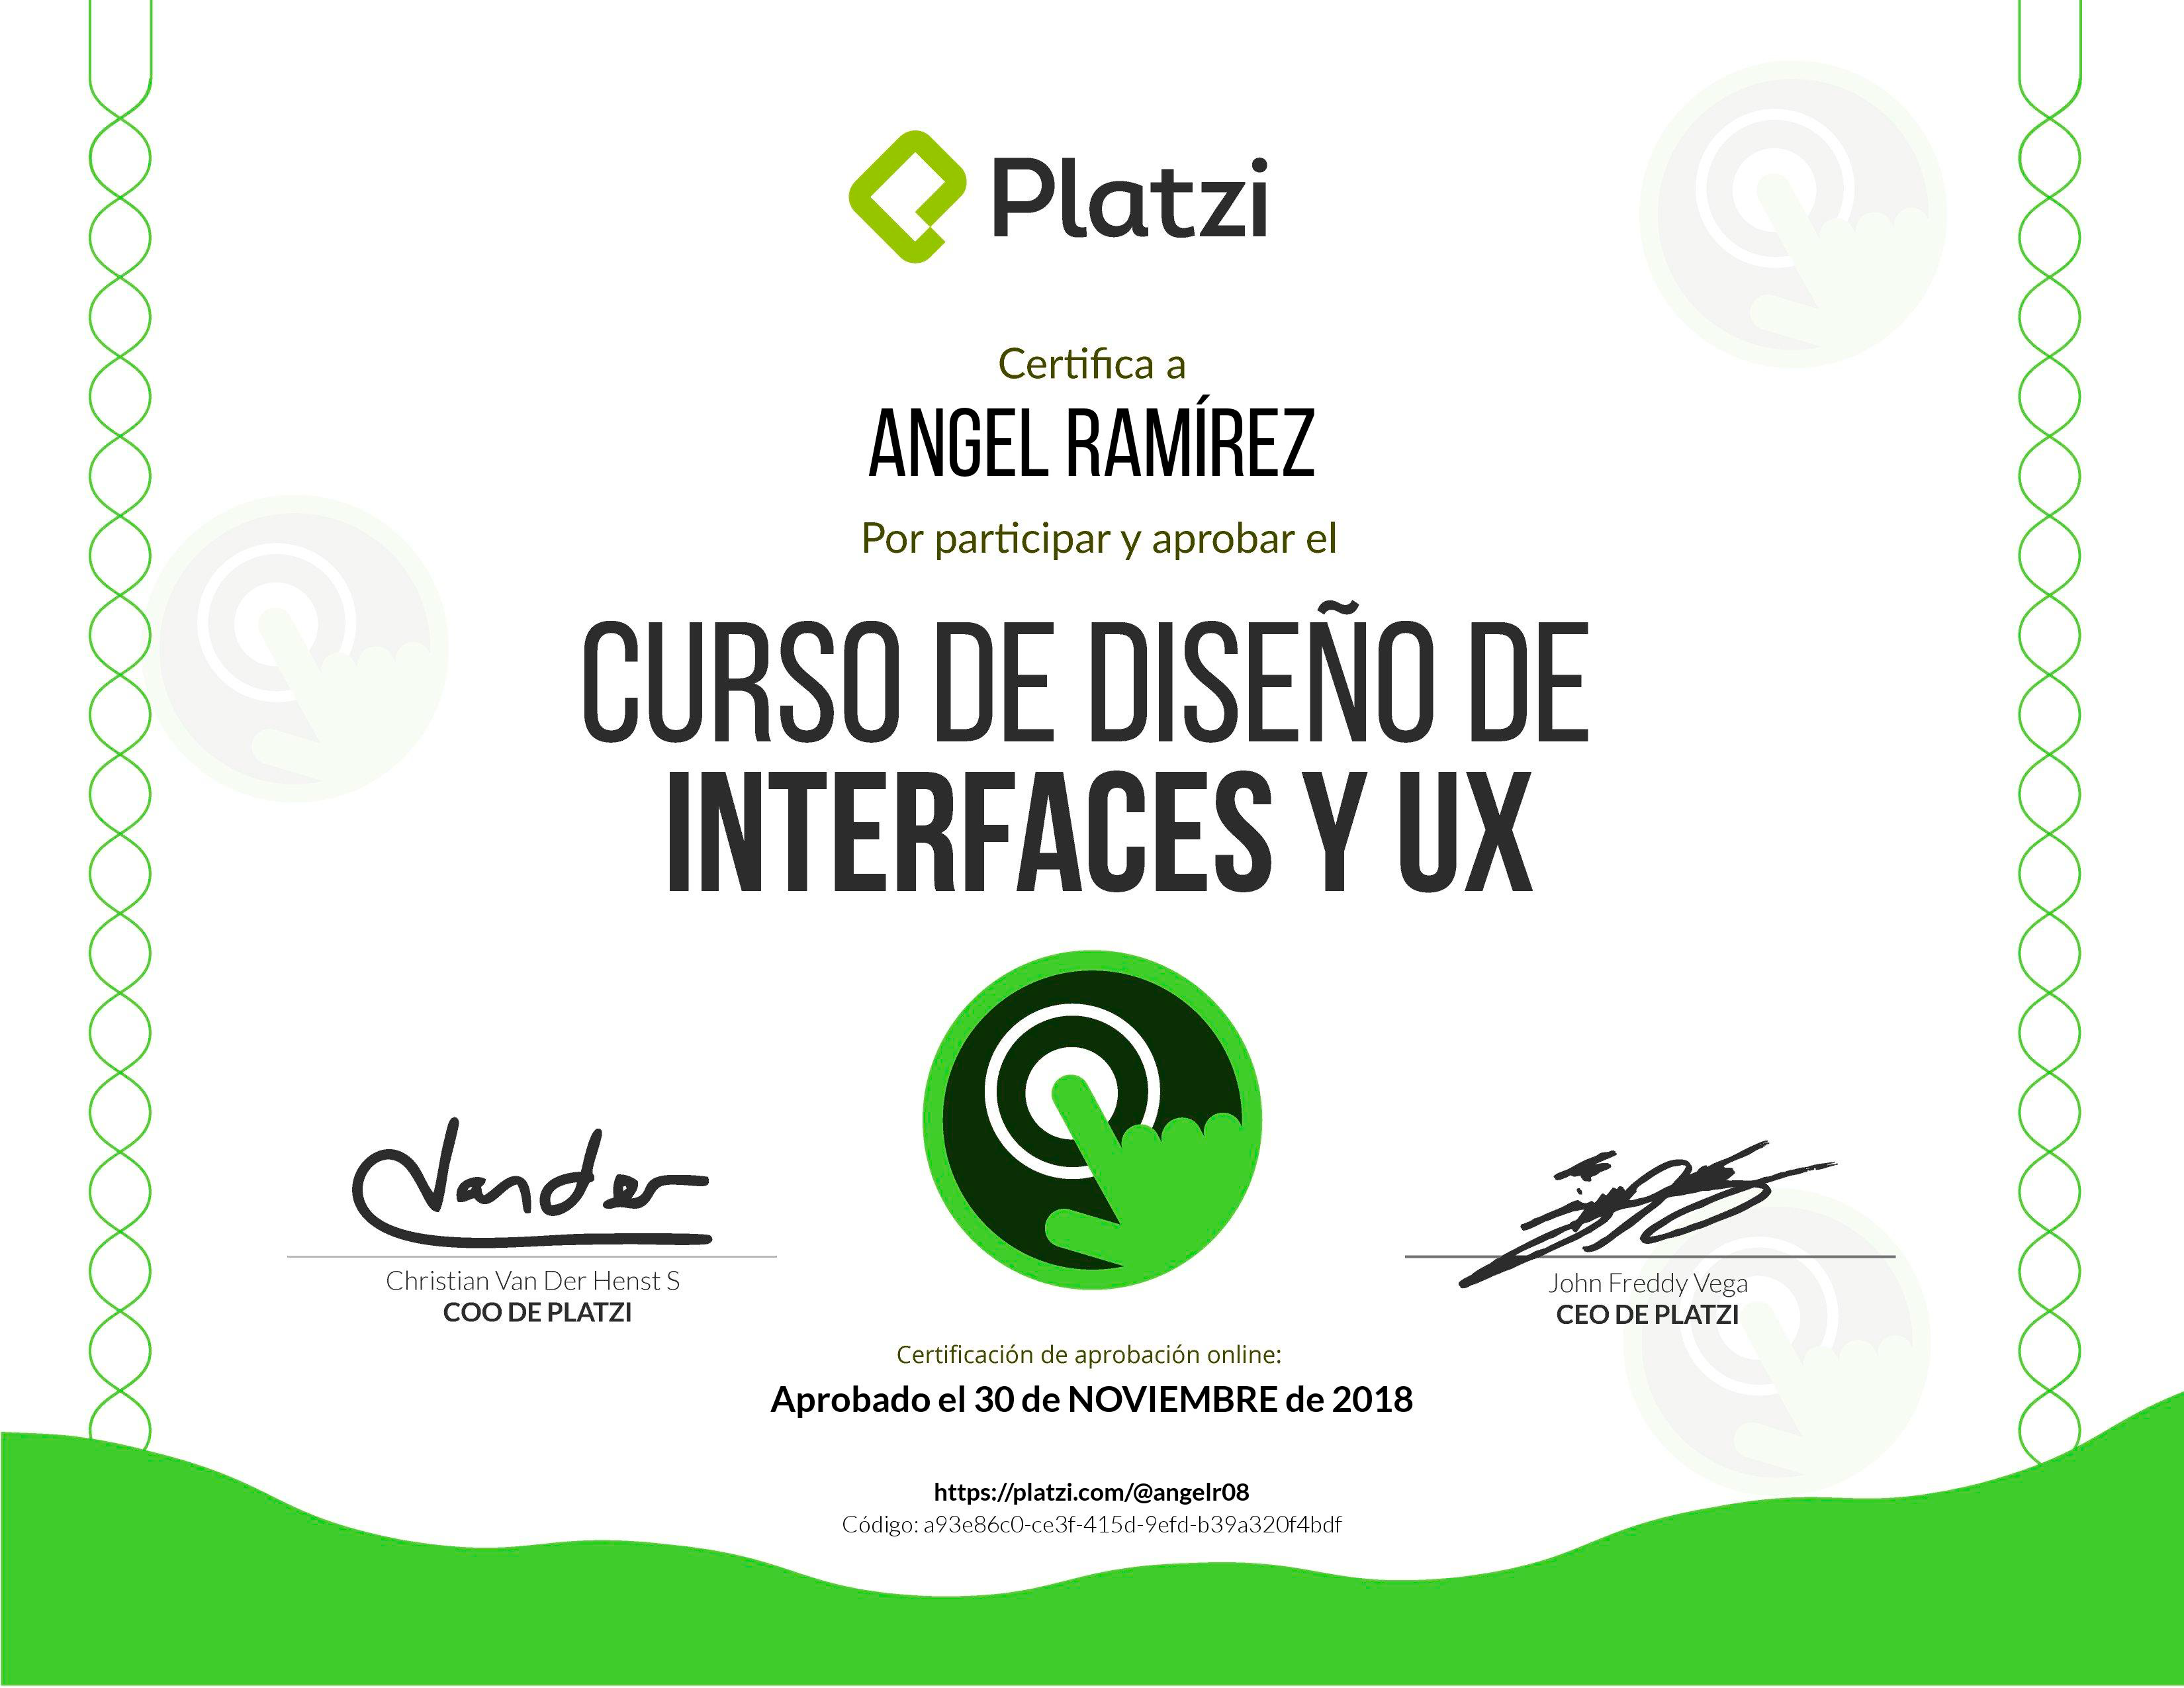 Platzi
Certifica a
ANGEL RAMÍREZ
Por participar y aprobar el
CURSO DE DISEÑO DE
INTERFACES Y UX
Vander
Christian Van Der Henst S
COO DE PLATZI
John Freddy Vega
CEO DE PLATZI
Certificación de aprobación online:
Aprobado el 30 de NOVIEMBRE de 2018
https://platzi.com/@angelr08
Código: a93e86c0-ce3f-415d-9efd-b39a320f4bdf